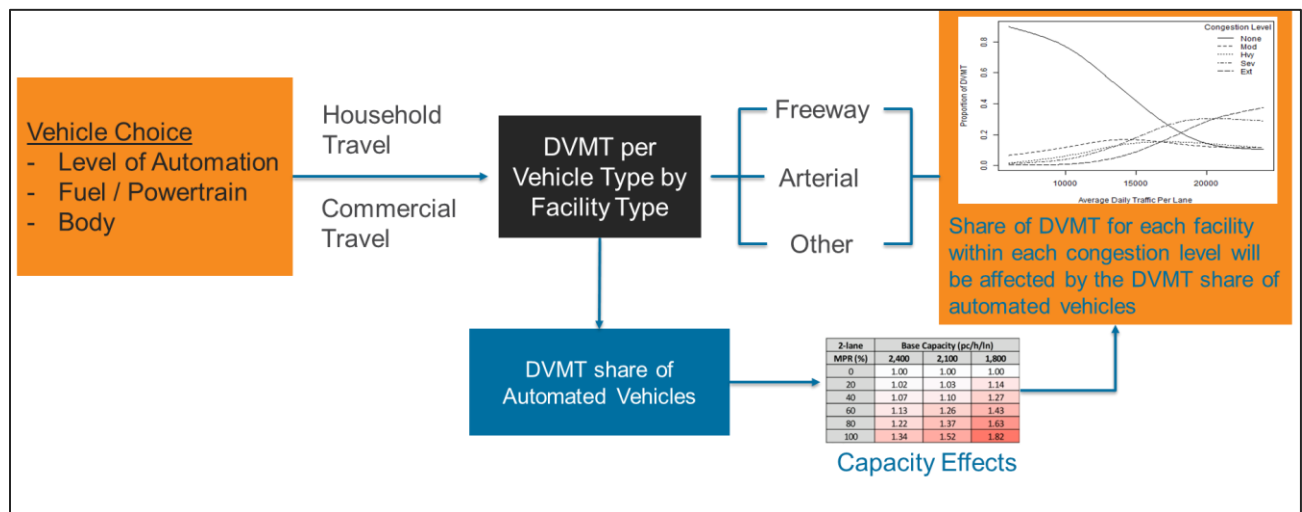 Vehicle Choice
- Level of Automation
- Fuel / Powertrain
- Body
Household
Travel
Commercial
Travel
DVMT per
Vehicle Type by
Facility Type
Freeway
Arterial
Other
Congestion Level
None
Mod
Hvy
Sev
Ext
Proportion of DVMT
0.8
0.6
0.4
0.2
0.0
10000 15000 20000
Average Daily Traffic Per Lane
Share of DVMT for each facility
within each congestion level will
be affected by the DVMT share of
automated vehicles
DVMT share of
Automated Vehicles
2-lane Base Capacity (pc/h/ln)
MPR (%) 2,400 2,100 1,800
0 1.00 1.00 1.00
20 1.02 1.03 1.14
40 1.07 1.10 1.27
60 1.13 1.26 1.43
80 1.22 1.37 1.63
100 1.34 1.52 1.82
Capacity Effects